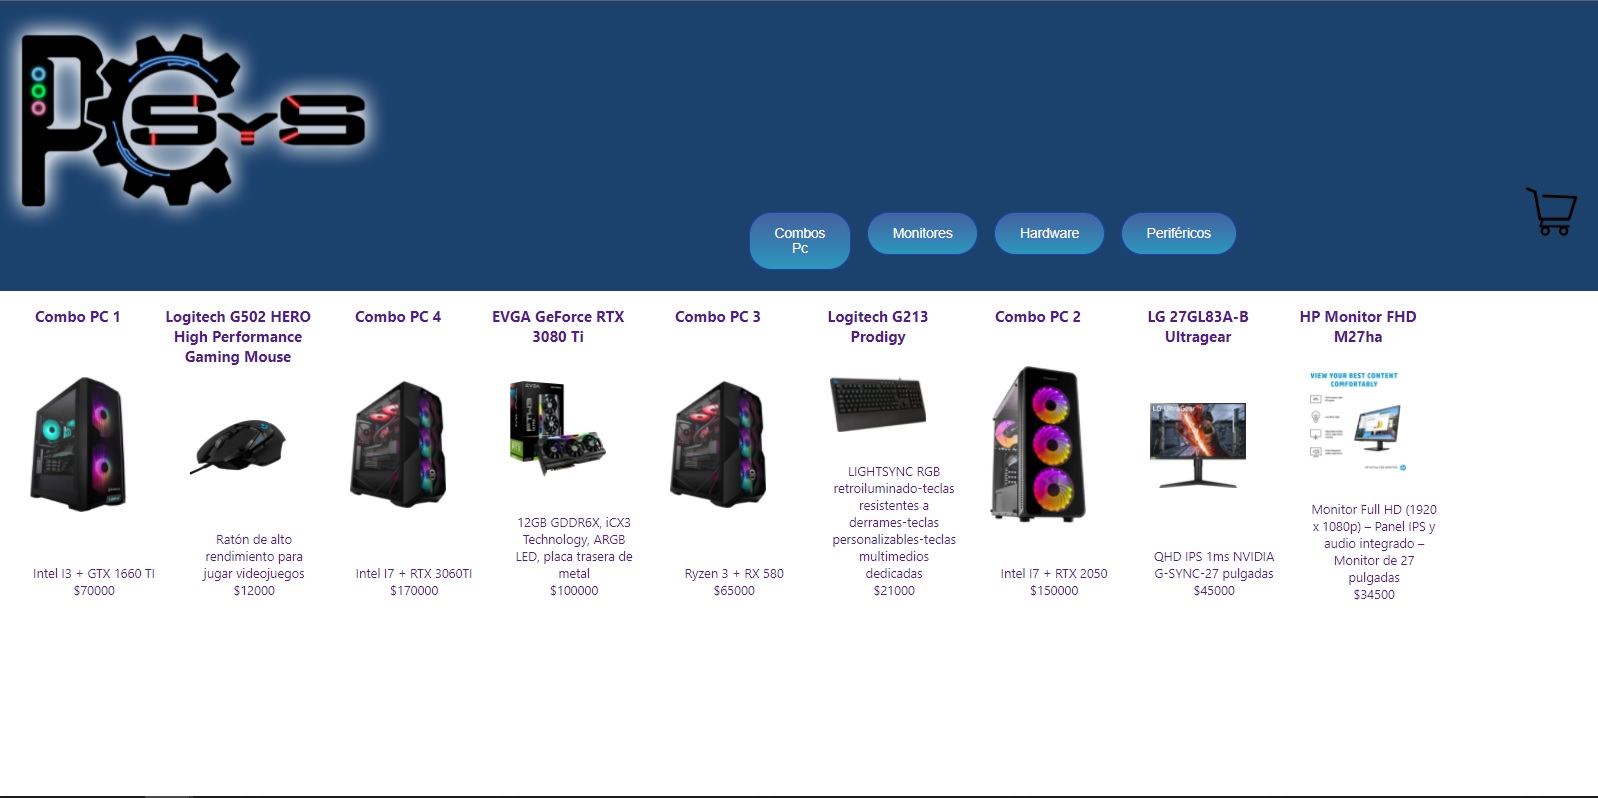 PC SyS
Combos
Pc
Monitores
Hardware
Periféricos
Combo PC 1
Intel I3 + GTX 1660 TI
$70000
Logitech G502 HERO
High Performance
Gaming Mouse
Ratón de alto
rendimiento para
jugar videojuegos
$12000
Combo PC 4
Intel I7 + RTX 3060TI
$170000
EVGA GeForce RTX
3080 Ti
EVGA
FTW3
12GB GDDR6X, iCX3
Technology, ARGB
LED, placa trasera de
metal
$100000
Combo PC 3
Ryzen 3 + RX 580
$65000
Logitech G213
Prodigy
LIGHTSYNC RGB
retroiluminado-teclas
resistentes a
derrames-teclas
personalizables-teclas
multimedios
dedicadas
$21000
Combo PC 2
Intel I7 + RTX 2050
$150000
LG 27GL83A-B
Ultragear
LG UltraGear
QHD IPS 1ms NVIDIA
G-SYNC-27 pulgadas
$45000
HP Monitor FHD
M27ha
VIEW YOUR BEST CONTENT
COMFORTABLY
Monitor Full HD (1920
x 1080p) – Panel IPS y
audio integrado –
Monitor de 27
pulgadas
$34500